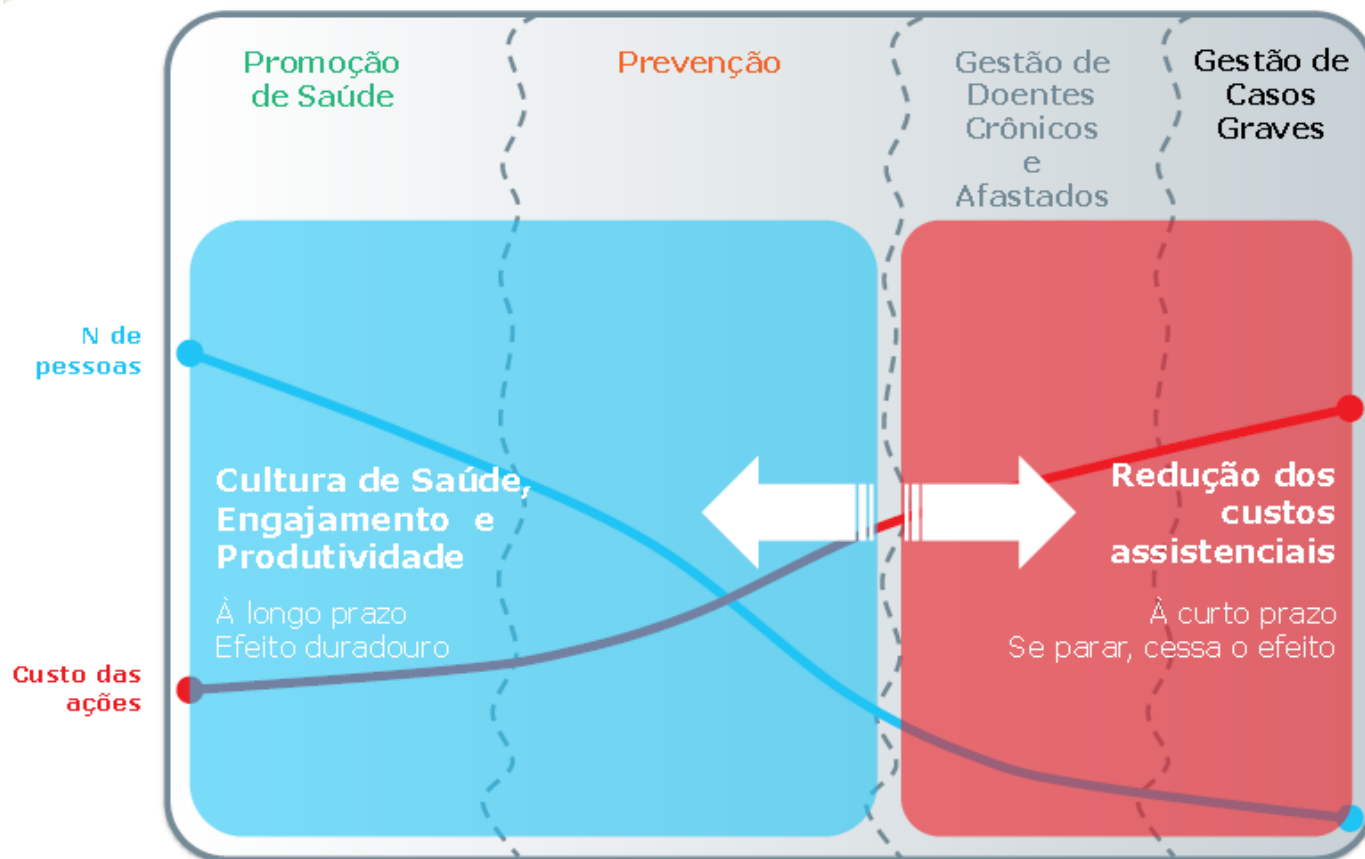 Promoção
de Saúde
Prevenção
Gestão de
Doentes
Crônicos
e
Afastados
Gestão de
Casos
Graves
N de
pessoas
Cultura de Saúde,
Engajamento e
Produtividade
À longo prazo
Efeito duradouro
Redução dos
custos
assistenciais
À curto prazo
Se parar, cessa o efeito
Custo das
ações